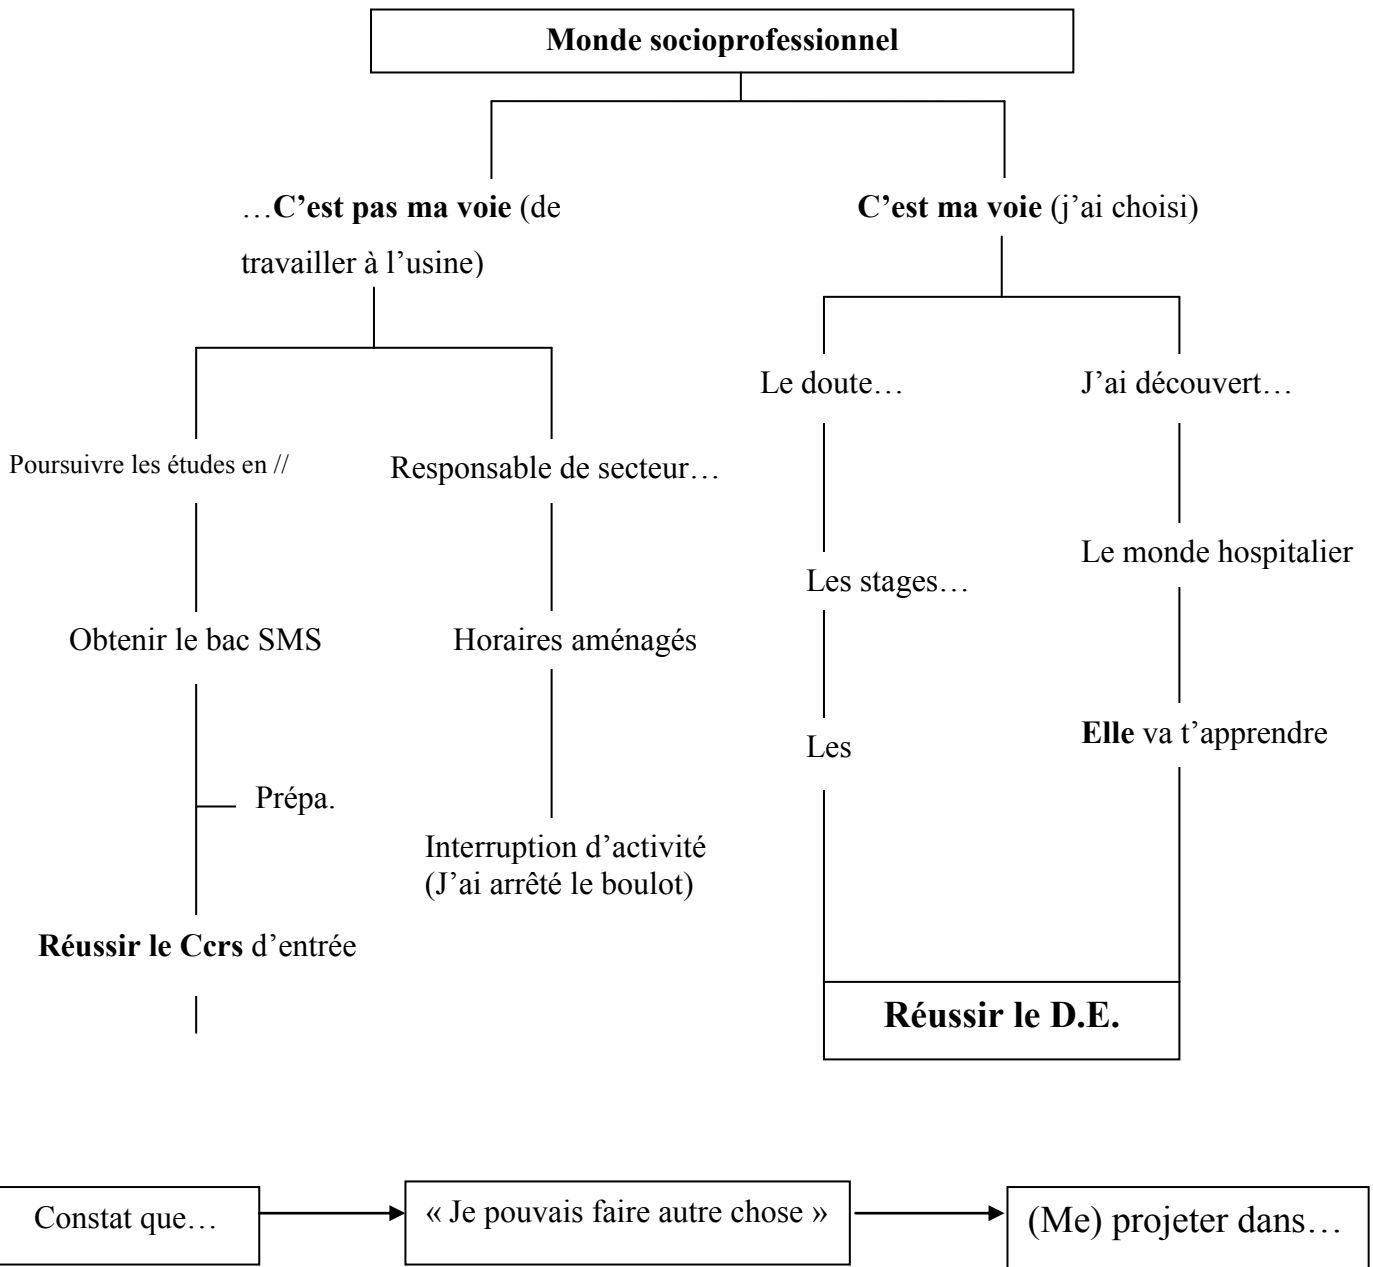 Monde socioprofessionnel
…C’est pas ma voie (de
travailler à l’usine)
C’est ma voie (j’ai choisi)
Le doute…
J’ai découvert…
Poursuivre les études en //
Responsable de secteur…
Le monde hospitalier
Les stages…
Obtenir le bac SMS
Horaires aménagés
Elle va t’apprendre
Les
Prépa.
Interruption d’activité
(J’ai arrêté le boulot)
Réussir le Ccrs d’entrée
Réussir le D.E.
Constat que…
« Je pouvais faire autre chose »
(Me) projeter dans…